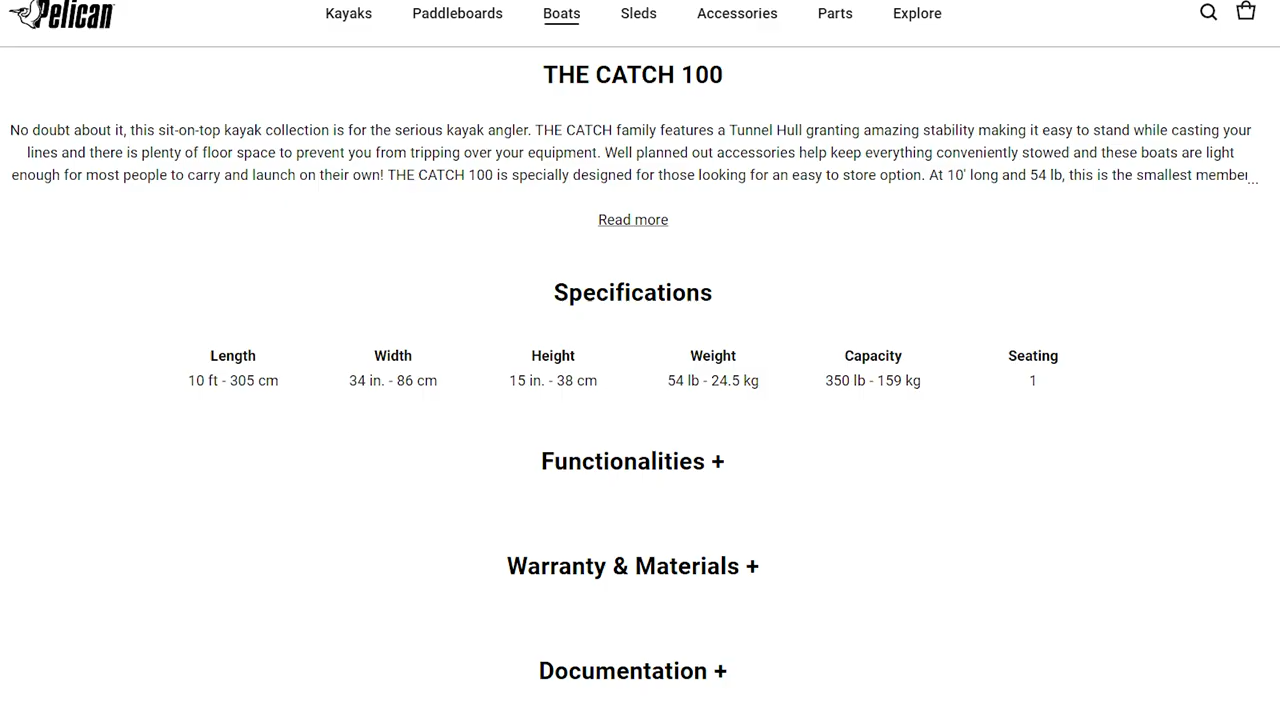 Pelican
Kayaks Paddleboards Boats Sleds Accessories Parts Explore
THE CATCH 100
No doubt about it, this sit-on-top kayak collection is for the serious kayak angler. THE CATCH family features a Tunnel Hull granting amazing stability making it easy to stand while casting your
lines and there is plenty of floor space to prevent you from tripping over your equipment. Well planned out accessories help keep everything conveniently stowed and these boats are light
enough for most people to carry and launch on their own! THE CATCH 100 is specially designed for those looking for an easy to store option. At 10' long and 54 lb, this is the smallest member...
Read more
Specifications
Length Width Height Weight Capacity Seating
10 ft - 305 cm 34 in. - 86 cm 15 in. - 38 cm 54 lb - 24.5 kg 350 lb - 159 kg 1
Functionalities +
Warranty & Materials +
Documentation +